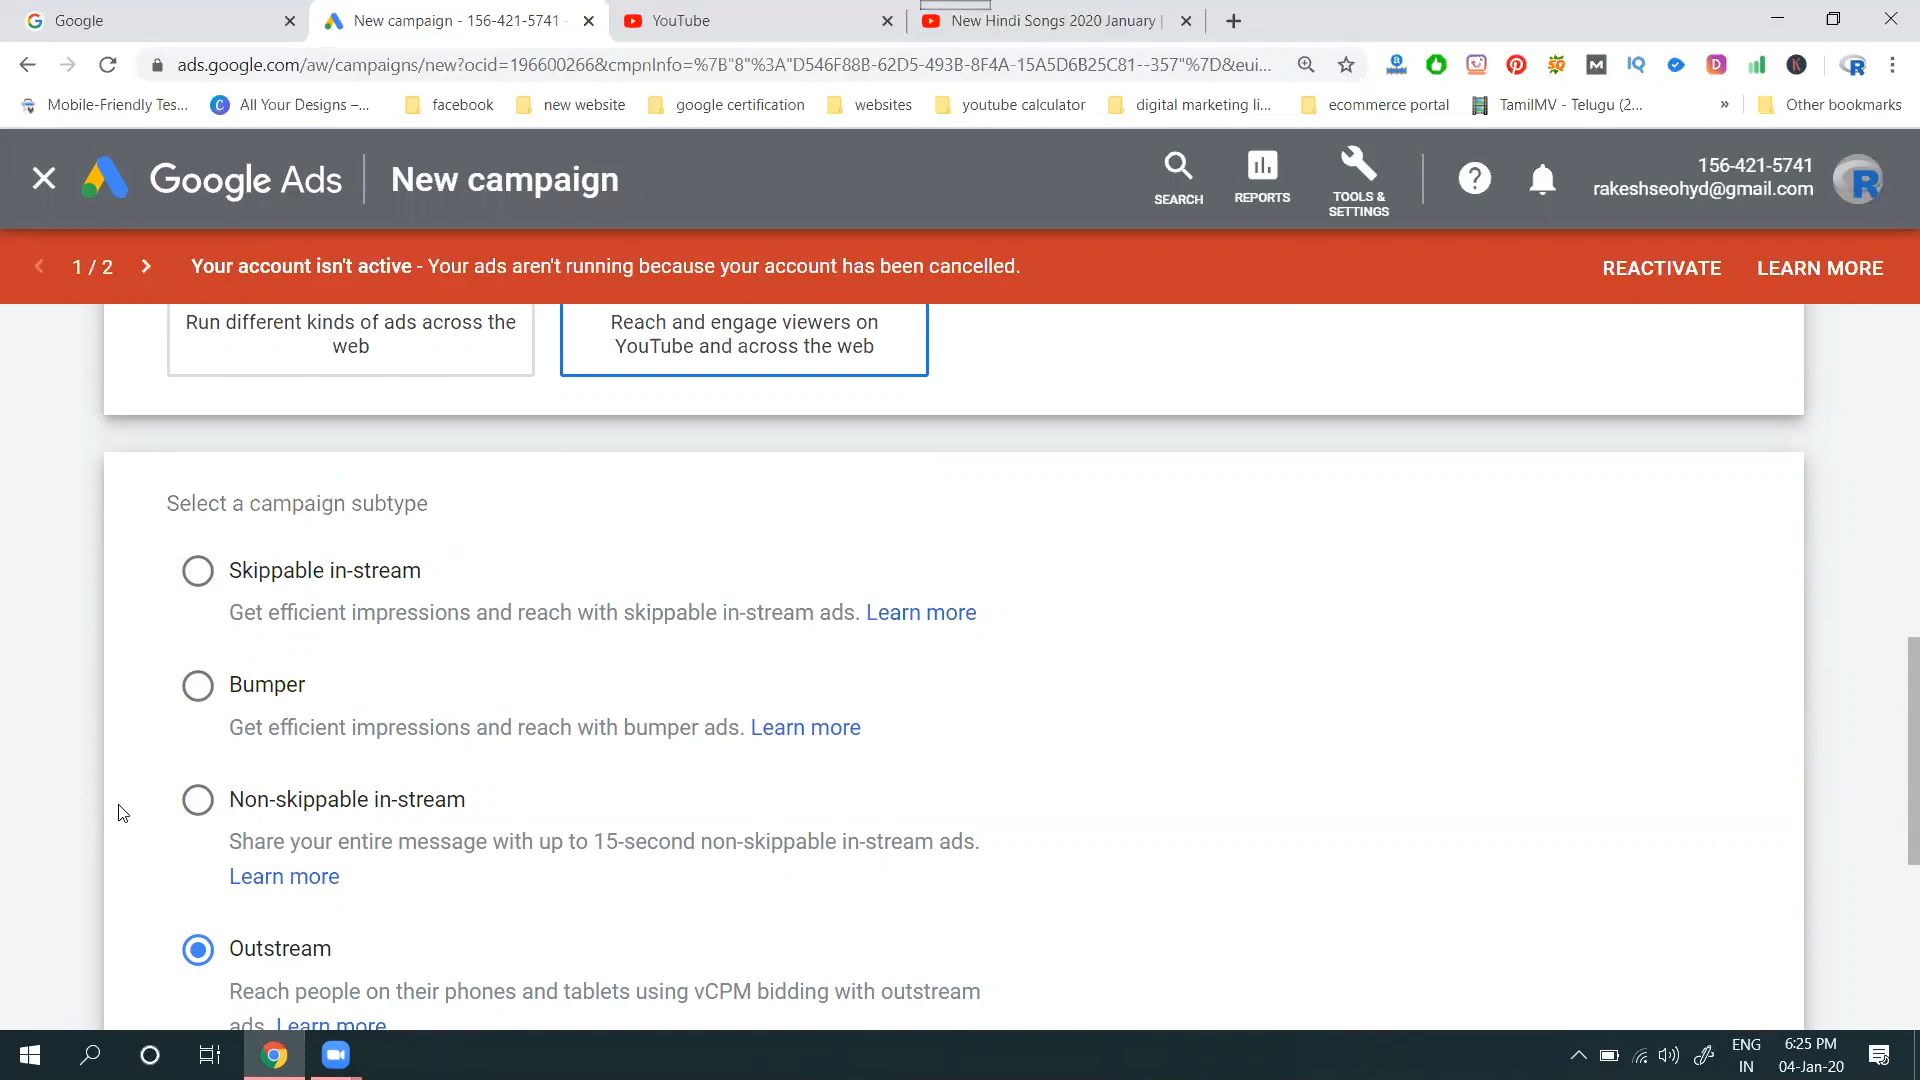 Google
New campaign - 156-421-5741 -
YouTube
New Hindi Songs 2020 January |
ads.google.com/aw/campaigns/new?ocid=196600266&cmpnInfo=%7B"8"%3A"D546F88B-62D5-493B-8F4A-15A5D6B25C81--357"%7D&eui...
Mobile-Friendly Tes...
All Your Designs –...
facebook
new website
google certification
websites
youtube calculator
digital marketing li...
ecommerce portal
TamilMV - Telugu (2...
»
Other bookmarks
Google Ads
New campaign
SEARCH
REPORTS
TOOLS &
SETTINGS
156-421-5741
rakeshseohyd@gmail.com
1 / 2
Your account isn't active - Your ads aren't running because your account has been cancelled.
REACTIVATE
LEARN MORE
Run different kinds of ads across the
web
Reach and engage viewers on
YouTube and across the web
Select a campaign subtype
Skippable in-stream
Get efficient impressions and reach with skippable in-stream ads. Learn more
Bumper
Get efficient impressions and reach with bumper ads. Learn more
Non-skippable in-stream
Share your entire message with up to 15-second non-skippable in-stream ads.
Learn more
Outstream
Reach people on their phones and tablets using vCPM bidding with outstream
ads. Learn more
ENG
IN
6:25 PM
04-Jan-20